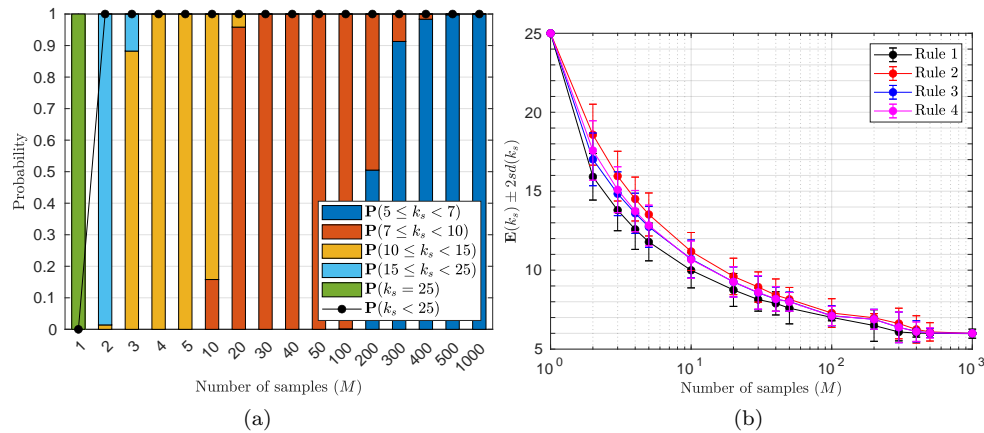 1
0.9
0.8
0.7
0.6
0.5
0.4
0.3
0.2
0.1
0
Probability
P(5 ≤ k_s < 7)
P(7 ≤ k_s < 10)
P(10 ≤ k_s < 15)
P(15 ≤ k_s < 25)
P(k_s = 25)
P(k_s < 25)
1 2 3 4 5 10 20 30 40 50 100 200 300 400 500 1000
Number of samples (M)
(a)
25
20
15
10
5
E(k_s) ± 2sd(k_s)
Rule 1
Rule 2
Rule 3
Rule 4
10^0 10^1 10^2 10^3
Number of samples (M)
(b)